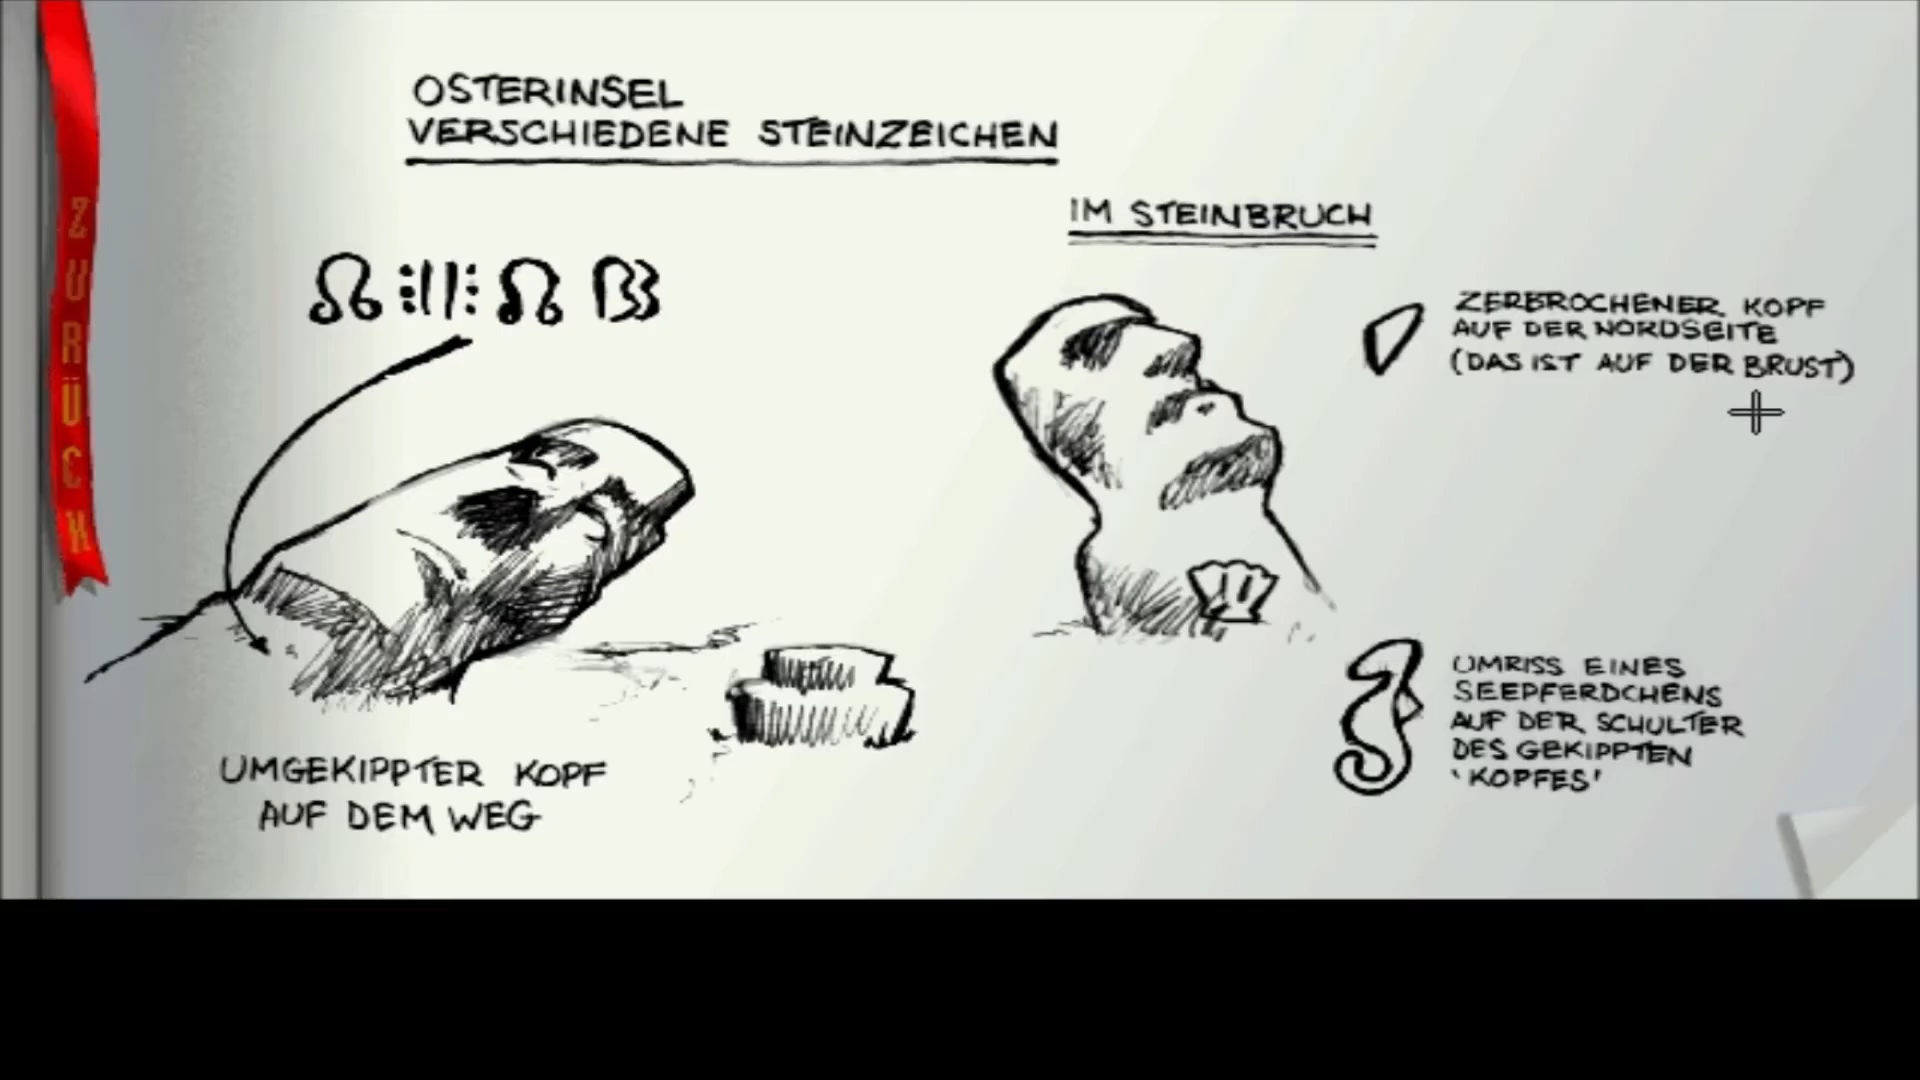 OSTERINSEL
VERSCHIEDENE STEINZEICHEN
IM STEINBRUCH
ZERBROCHENER KOPF
AUF DER NORDSEITE
(DAS IST AUF DER BRUST)
UMRISS EINES
SEEPFERDCHENS
AUF DER SCHULTER
DES GEKIPPTEN
'KOPFES'
UMGEKIPPTER KOPF
AUF DEM WEG
ZURÜCK